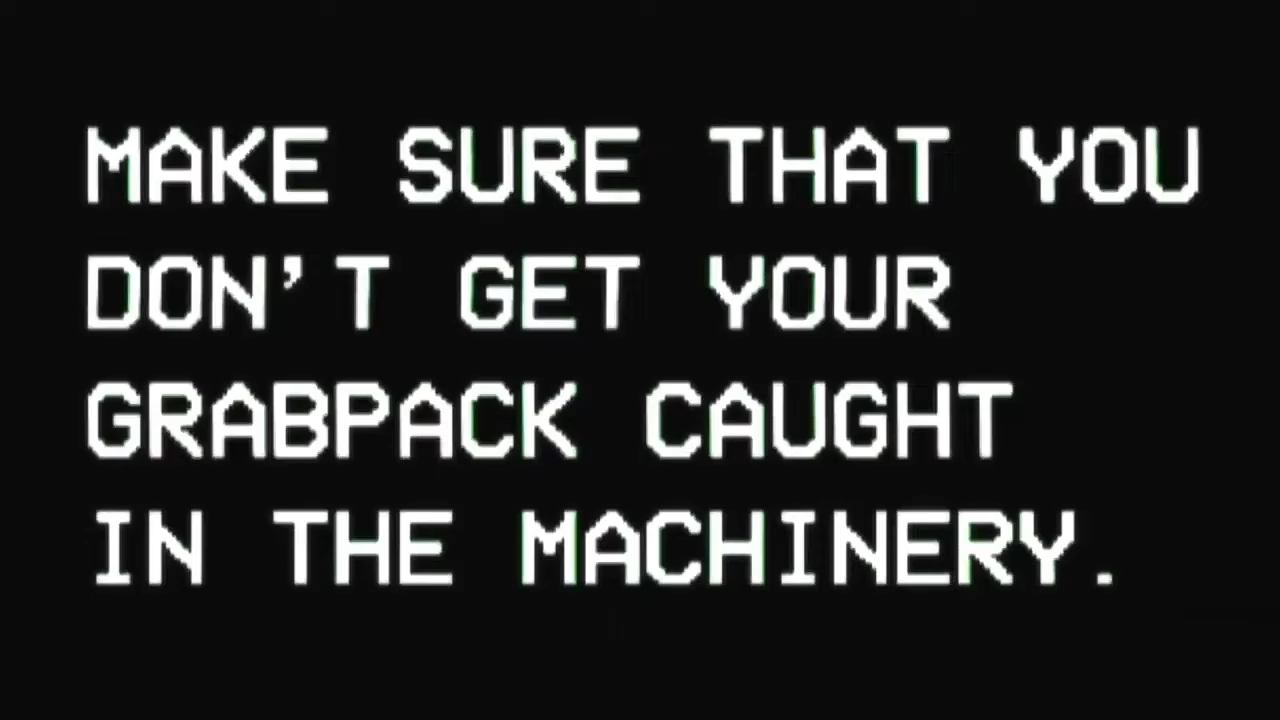 MAKE SURE THAT YOU
DON'T GET YOUR
GRABPACK CAUGHT
IN THE MACHINERY.